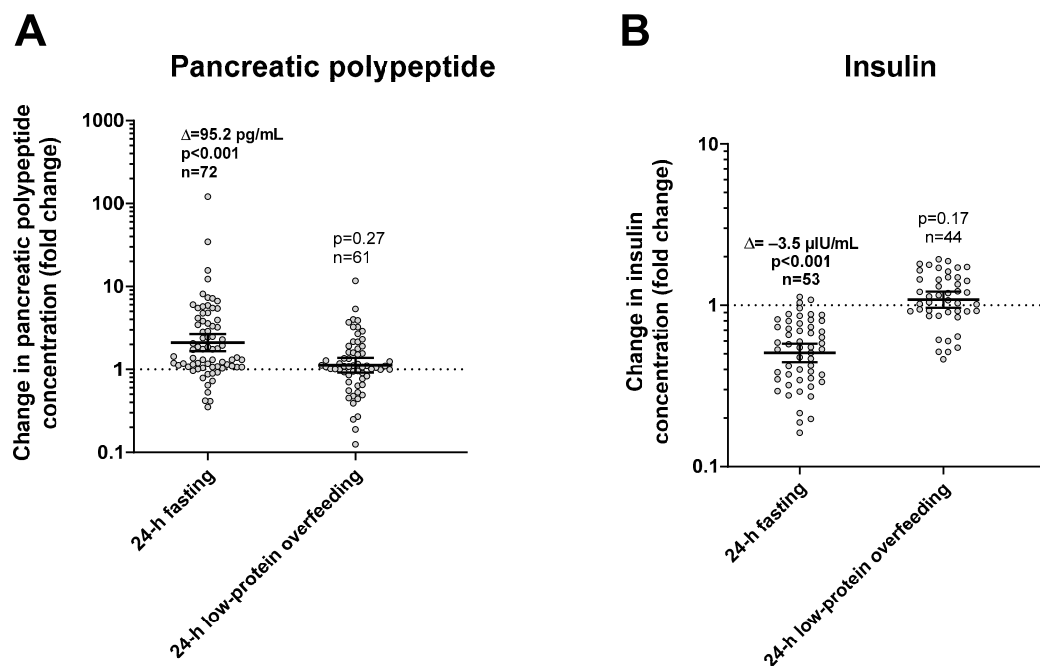 A
Pancreatic polypeptide
Change in pancreatic polypeptide
concentration (fold change)
1000
100
10
1
0.1
Δ=95.2 pg/mL
p<0.001
n=72
p=0.27
n=61
24-h fasting
24-h low-protein overfeeding
B
Insulin
Change in insulin
concentration (fold change)
10
1
0.1
Δ= –3.5 µIU/mL
p<0.001
n=53
p=0.17
n=44
24-h fasting
24-h low-protein overfeeding